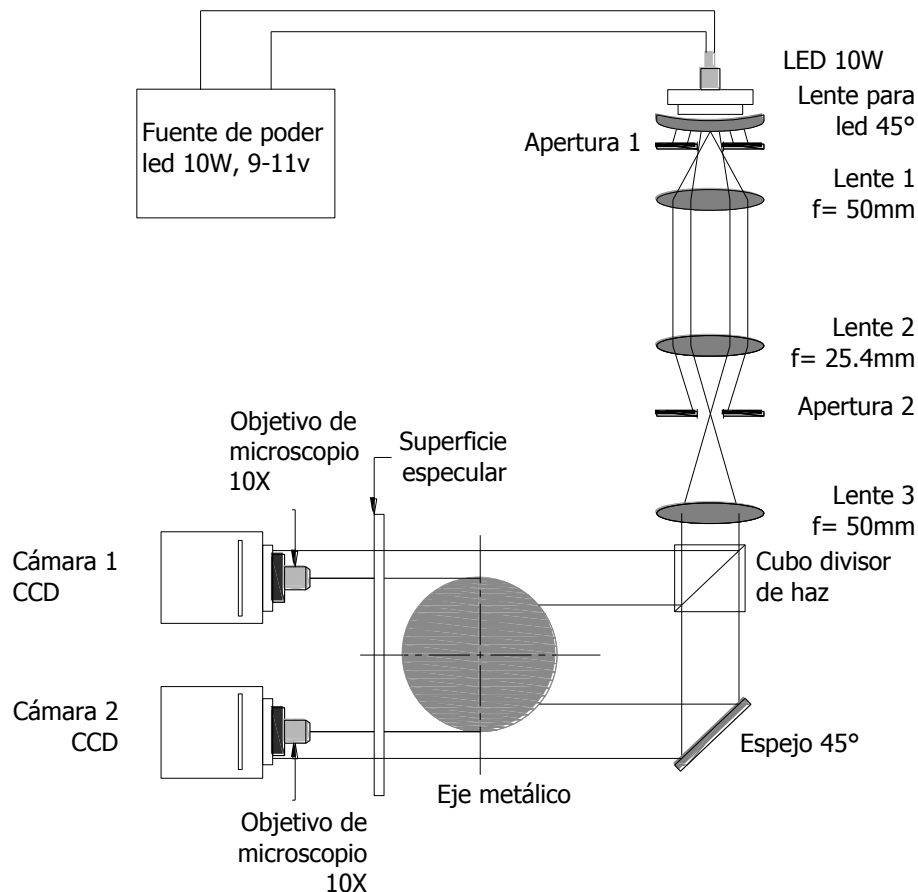 LED 10W
Lente para
led 45°
Fuente de poder
led 10W, 9-11v
Apertura 1
Lente 1
f= 50mm
Lente 2
f= 25.4mm
Apertura 2
Objetivo de
microscopio
10X
Superficie
especular
Lente 3
f= 50mm
Cámara 1
CCD
Cubo divisor
de haz
Cámara 2
CCD
Espejo 45°
Eje metálico
Objetivo de
microscopio
10X